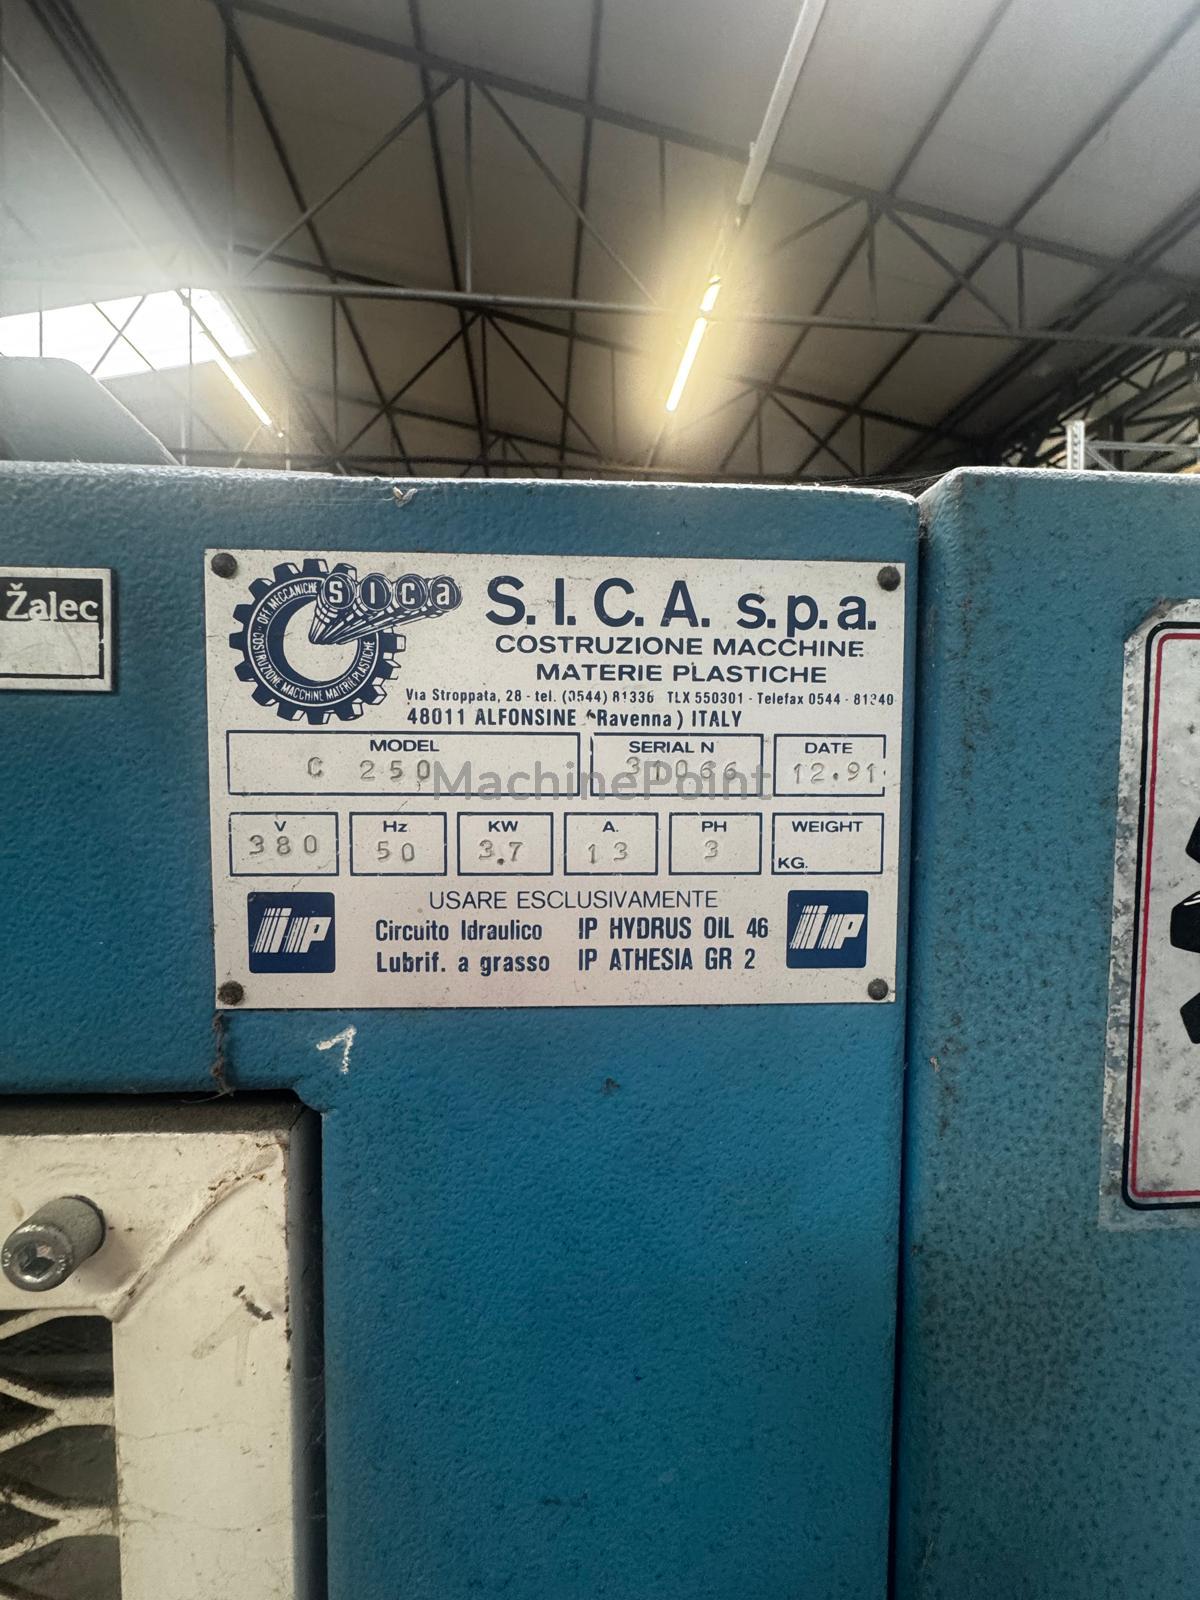 Žalec
OFF. MECCANICHE
COSTRUZIONE MACCHINE MATERIE PLASTICHE
SICa
S.I.C.A. s.p.a.
COSTRUZIONE MACCHINE
MATERIE PLASTICHE
Via Stroppata, 28 - tel. (0544) 81336 TLX 550301 - Telefax 0544 -
48011 ALFONSINE (Ravenna) ITALY
MODEL SERIAL N DATE
C 250 31066 12.91
V Hz KW A. PH WEIGHT
380 50 3.7 13 3 KG.
USARE ESCLUSIVAMENTE
IP Circuito Idraulico IP HYDRUS OIL 46 IP
Lubrif. a grasso IP ATHESIA GR 2
MachinePoint
1